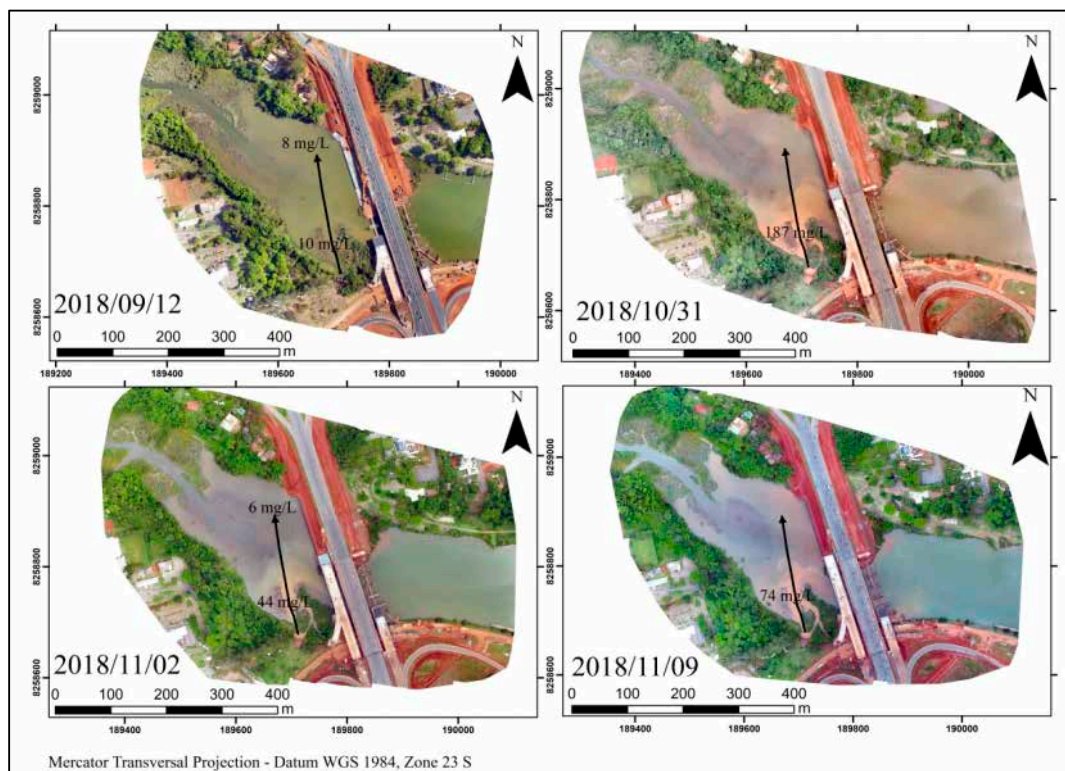 N
8259000
8258800
8258600
8 mg/L
10 mg/L
2018/09/12
0 100 200 300 400
m
189200 189400 189600 189800 190000
N
8259000
8258800
8258600
187 mg/L
2018/10/31
0 100 200 300 400
m
189400 189600 189800 190000
N
8259000
8258800
8258600
6 mg/L
44 mg/L
2018/11/02
0 100 200 300 400
m
189400 189600 189800 190000
N
8259000
8258800
8258600
74 mg/L
2018/11/09
0 100 200 300 400
m
189400 189600 189800 190000
Mercator Transversal Projection - Datum WGS 1984, Zone 23 S